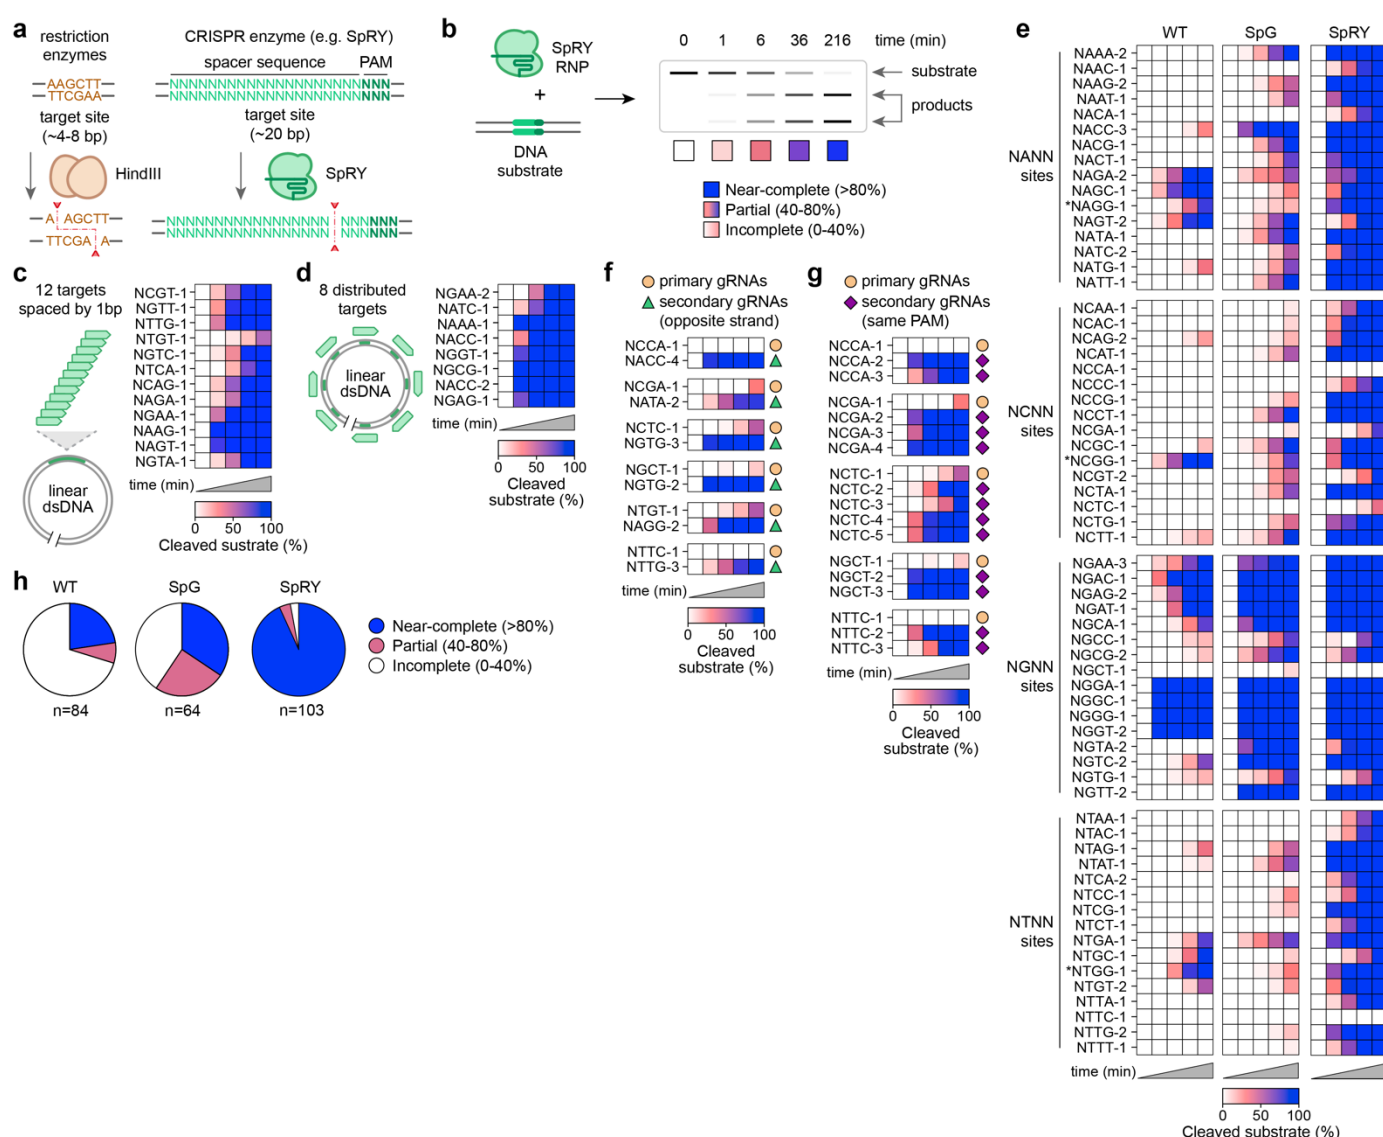 a
restriction
enzymes
AAGCTT
TTCGAA
target site
(~4-8 bp)
HindIII
A AGCTT
TTCGA A
CRISPR enzyme (e.g. SpRY)
spacer sequence PAM
NNNNNNNNNNNNNNNNNNNNNNN
NNNNNNNNNNNNNNNNNNNNNNN
target site
(~20 bp)
SpRY
b
SpRY
RNP
+
DNA
substrate
0 1 6 36 216 time (min)
substrate
products
Near-complete (>80%)
Partial (40-80%)
Incomplete (0-40%)
c
12 targets
spaced by 1bp
linear
dsDNA
NCGT-1
NGTT-1
NTTG-1
NTGT-1
NGTC-1
NTCA-1
NCAG-1
NAGA-1
NGAA-1
NAAG-1
NAGT-1
NGTA-1
time (min)
0 50 100
Cleaved sustrate (%)
d
8 distributed
targets
linear
dsDNA
NGAA-2
NATC-1
NAAA-1
NACC-1
NGGT-1
NGCG-1
NACC-2
NGAG-1
time (min)
0 50 100
Cleaved
substrate (%)
e
WT SpG SpRY
NANN
sites
NAAA-2
NAAC-1
NAAG-2
NAAT-1
NACA-1
NACC-3
NACG-1
NACT-1
NAGA-2
NAGC-1
*NAGG-1
NAGT-2
NATA-1
NATC-2
NATG-1
NATT-1
NCNN
sites
NCAA-1
NCAC-1
NCAG-2
NCAT-1
NCCA-1
NCCC-1
NCCG-1
NCCT-1
NCGA-1
NCGC-1
*NCGG-1
NCGT-2
NCTA-1
NCTC-1
NCTG-1
NCTT-1
NGNN
sites
NGAA-3
NGAC-1
NGAG-2
NGAT-1
NGCA-1
NGCC-1
NGCG-2
NGCT-1
NGGA-1
NGGC-1
NGGG-1
NGGT-2
NGTA-2
NGTC-2
NGTG-1
NGTT-2
NTNN
sites
NTAA-1
NTAC-1
NTAG-1
NTAT-1
NTCA-2
NTCC-1
NTCG-1
NTCT-1
NTGA-1
NTGC-1
*NTGG-1
NTGT-2
NTTA-1
NTTC-1
NTTG-2
NTTT-1
time (min)
0 50 100
Cleaved substrate (%)
f
primary gRNAs
secondary gRNAs
(opposite strand)
NCCA-1
NACC-4
NCGA-1
NATA-2
NCTC-1
NGTG-3
NGCT-1
NGTG-2
NTGT-1
NAGG-2
NTTC-1
NTTG-3
time (min)
0 50 100
Cleaved
substrate (%)
g
primary gRNAs
secondary gRNAs
(same PAM)
NCCA-1
NCCA-2
NCCA-3
NCGA-1
NCGA-2
NCGA-3
NCGA-4
NCTC-1
NCTC-2
NCTC-3
NCTC-4
NCTC-5
NGCT-1
NGCT-2
NGCT-3
NTTC-1
NTTC-2
NTTC-3
time (min)
0 50 100
Cleaved
substrate (%)
h
WT SpG SpRY
Near-complete (>80%)
Partial (40-80%)
Incomplete (0-40%)
n=84 n=64 n=103